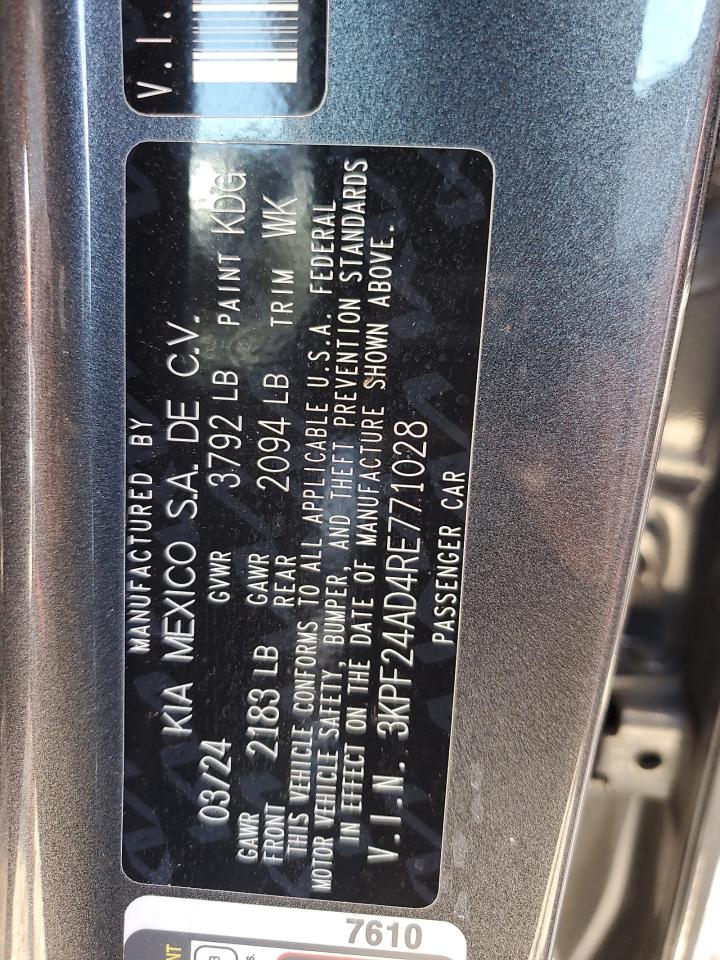 V.I.
MANUFACTURED BY
KIA MEXICO S.A. DE C.V.
03/24 GVWR 3792 LB PAINT KDG
GAWR FRONT 2183 LB GAWR REAR 2094 LB TRIM WK
THIS VEHICLE CONFORMS TO ALL APPLICABLE U.S.A. FEDERAL
MOTOR VEHICLE SAFETY, BUMPER, AND THEFT PREVENTION STANDARDS
IN EFFECT ON THE DATE OF MANUFACTURE SHOWN ABOVE.
V.I.N. 3KPF24AD4RE771028
PASSENGER CAR
7610